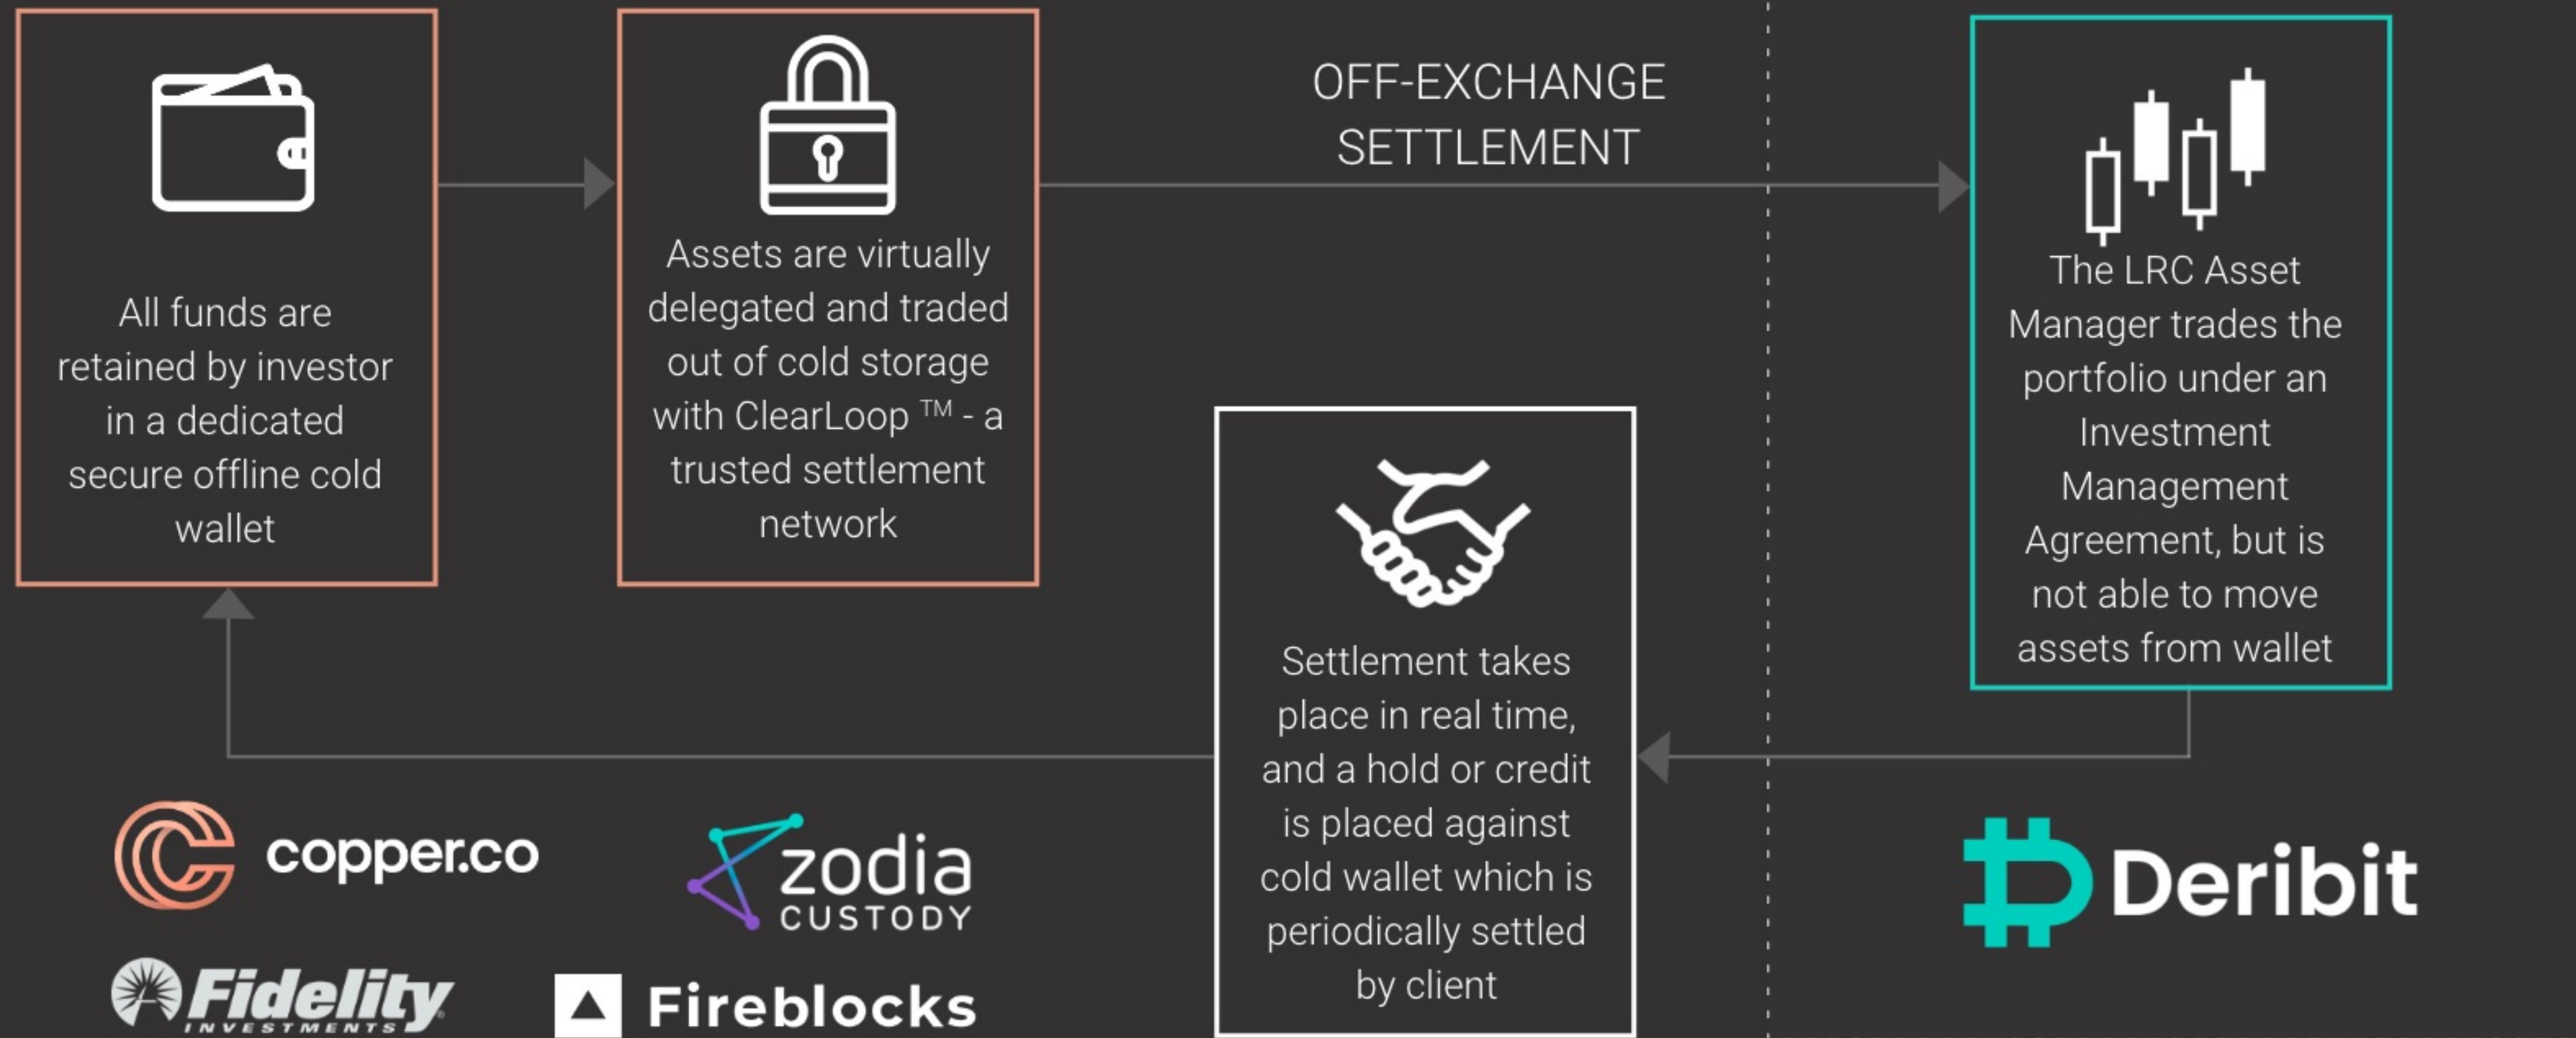 All funds are
retained by investor
in a dedicated
secure offline cold
wallet
Assets are virtually
delegated and traded
out of cold storage
with ClearLoop ™ - a
trusted settlement
network
OFF-EXCHANGE
SETTLEMENT
The LRC Asset
Manager trades the
portfolio under an
Investment
Management
Agreement, but is
not able to move
assets from wallet
Settlement takes
place in real time,
and a hold or credit
is placed against
cold wallet which is
periodically settled
by client
copper.co
zodia
CUSTODY
Fidelity
INVESTMENTS
Fireblocks
Deribit